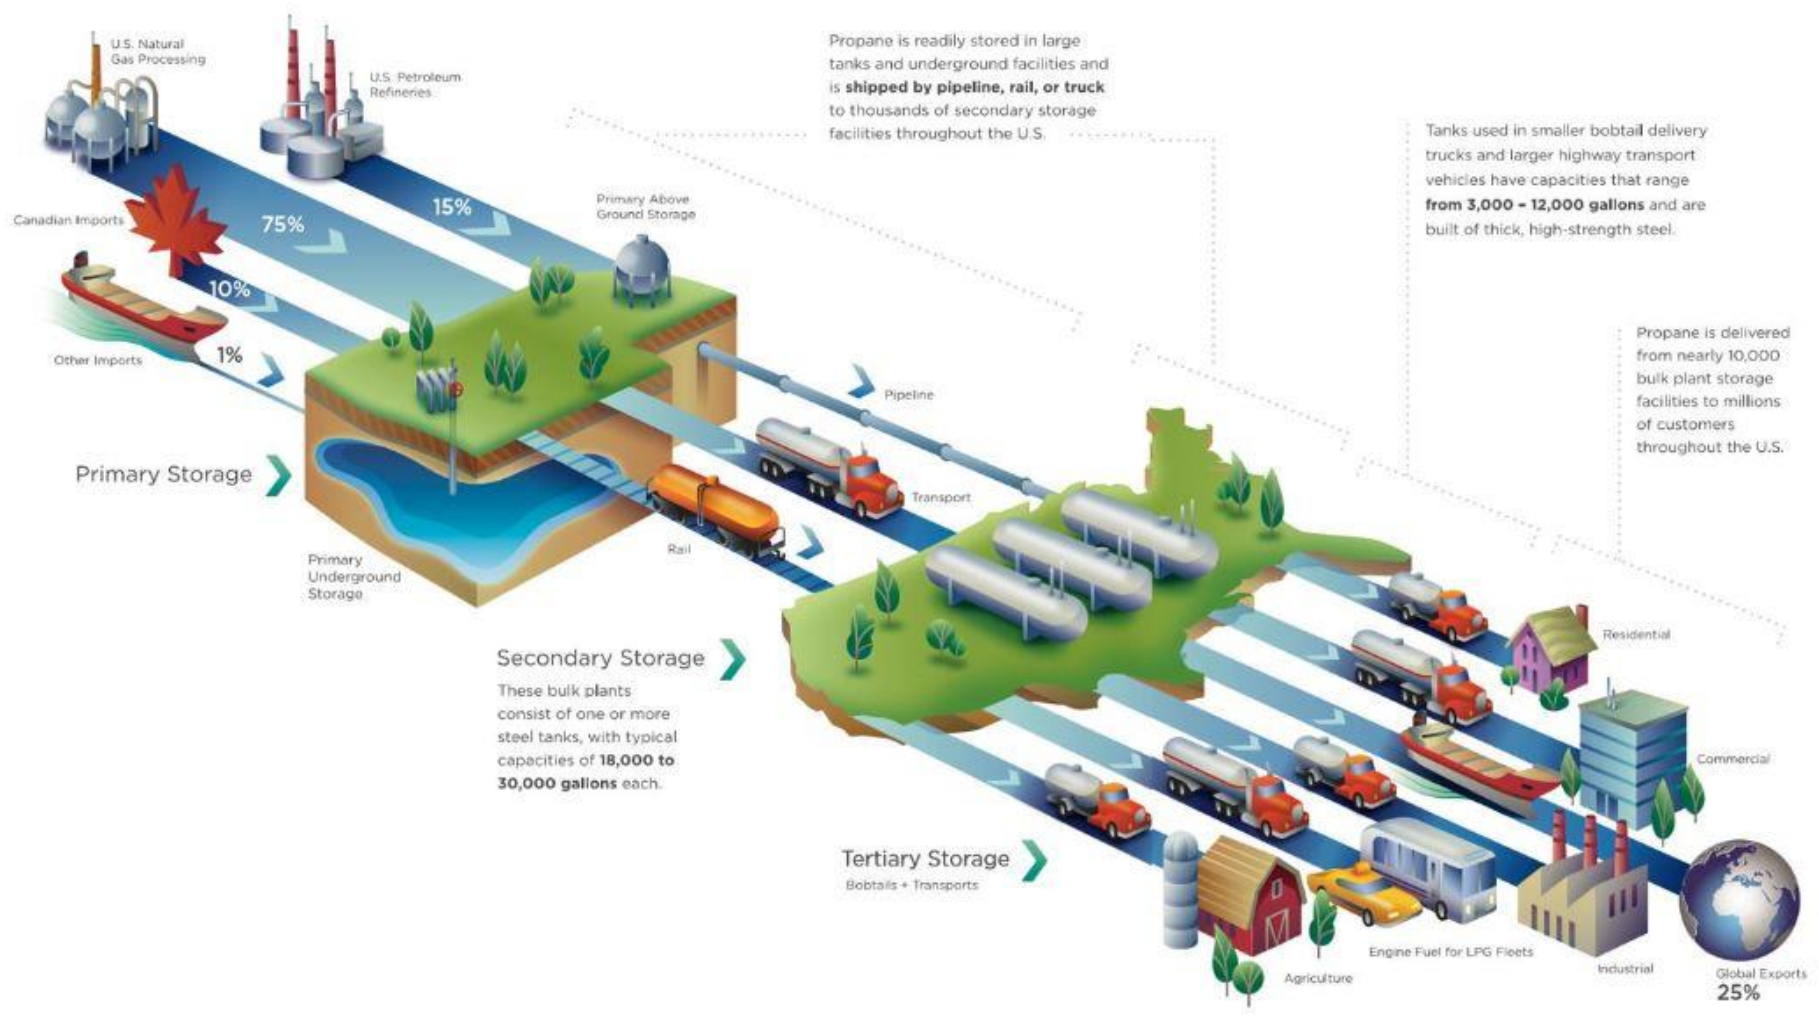 U.S. Natural
Gas Processing
U.S. Petroleum
Refineries
Propane is readily stored in large
tanks and underground facilities and
is shipped by pipeline, rail, or truck
to thousands of secondary storage
facilities throughout the U.S.
Tanks used in smaller bobtail delivery
trucks and larger highway transport
vehicles have capacities that range
from 3,000 - 12,000 gallons and are
built of thick, high-strength steel.
Canadian Imports
75%
15%
Primary Above
Ground Storage
10%
Other Imports
1%
Propane is delivered
from nearly 10,000
bulk plant storage
facilities to millions
of customers
throughout the U.S.
Pipeline
Primary Storage
Transport
Rail
Primary
Underground
Storage
Secondary Storage
These bulk plants
consist of one or more
steel tanks, with typical
capacities of 18,000 to
30,000 gallons each.
Residential
Commercial
Tertiary Storage
Bobtails + Transports
Engine Fuel for LPG Fleets
Agriculture
Industrial
Global Exports
25%